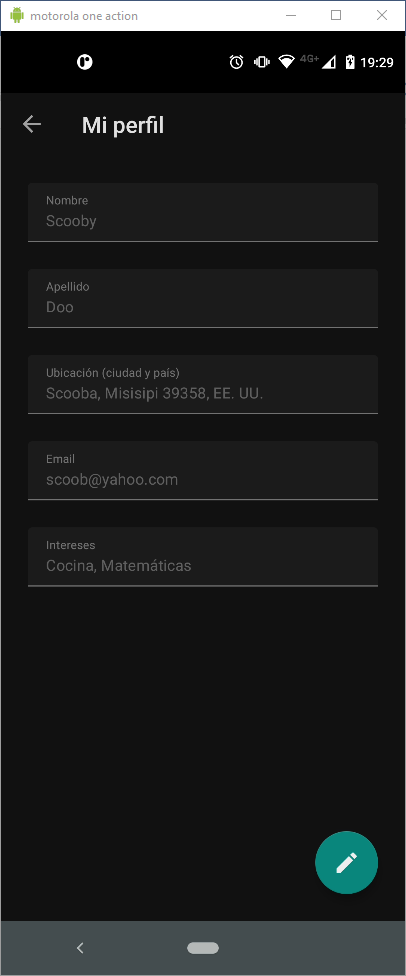 motorola one action
4G+ 19:29
Mi perfil
Nombre
Scooby
Apellido
Doo
Ubicación (ciudad y país)
Scooba, Misisipi 39358, EE. UU.
Email
scoob@yahoo.com
Intereses
Cocina, Matemáticas